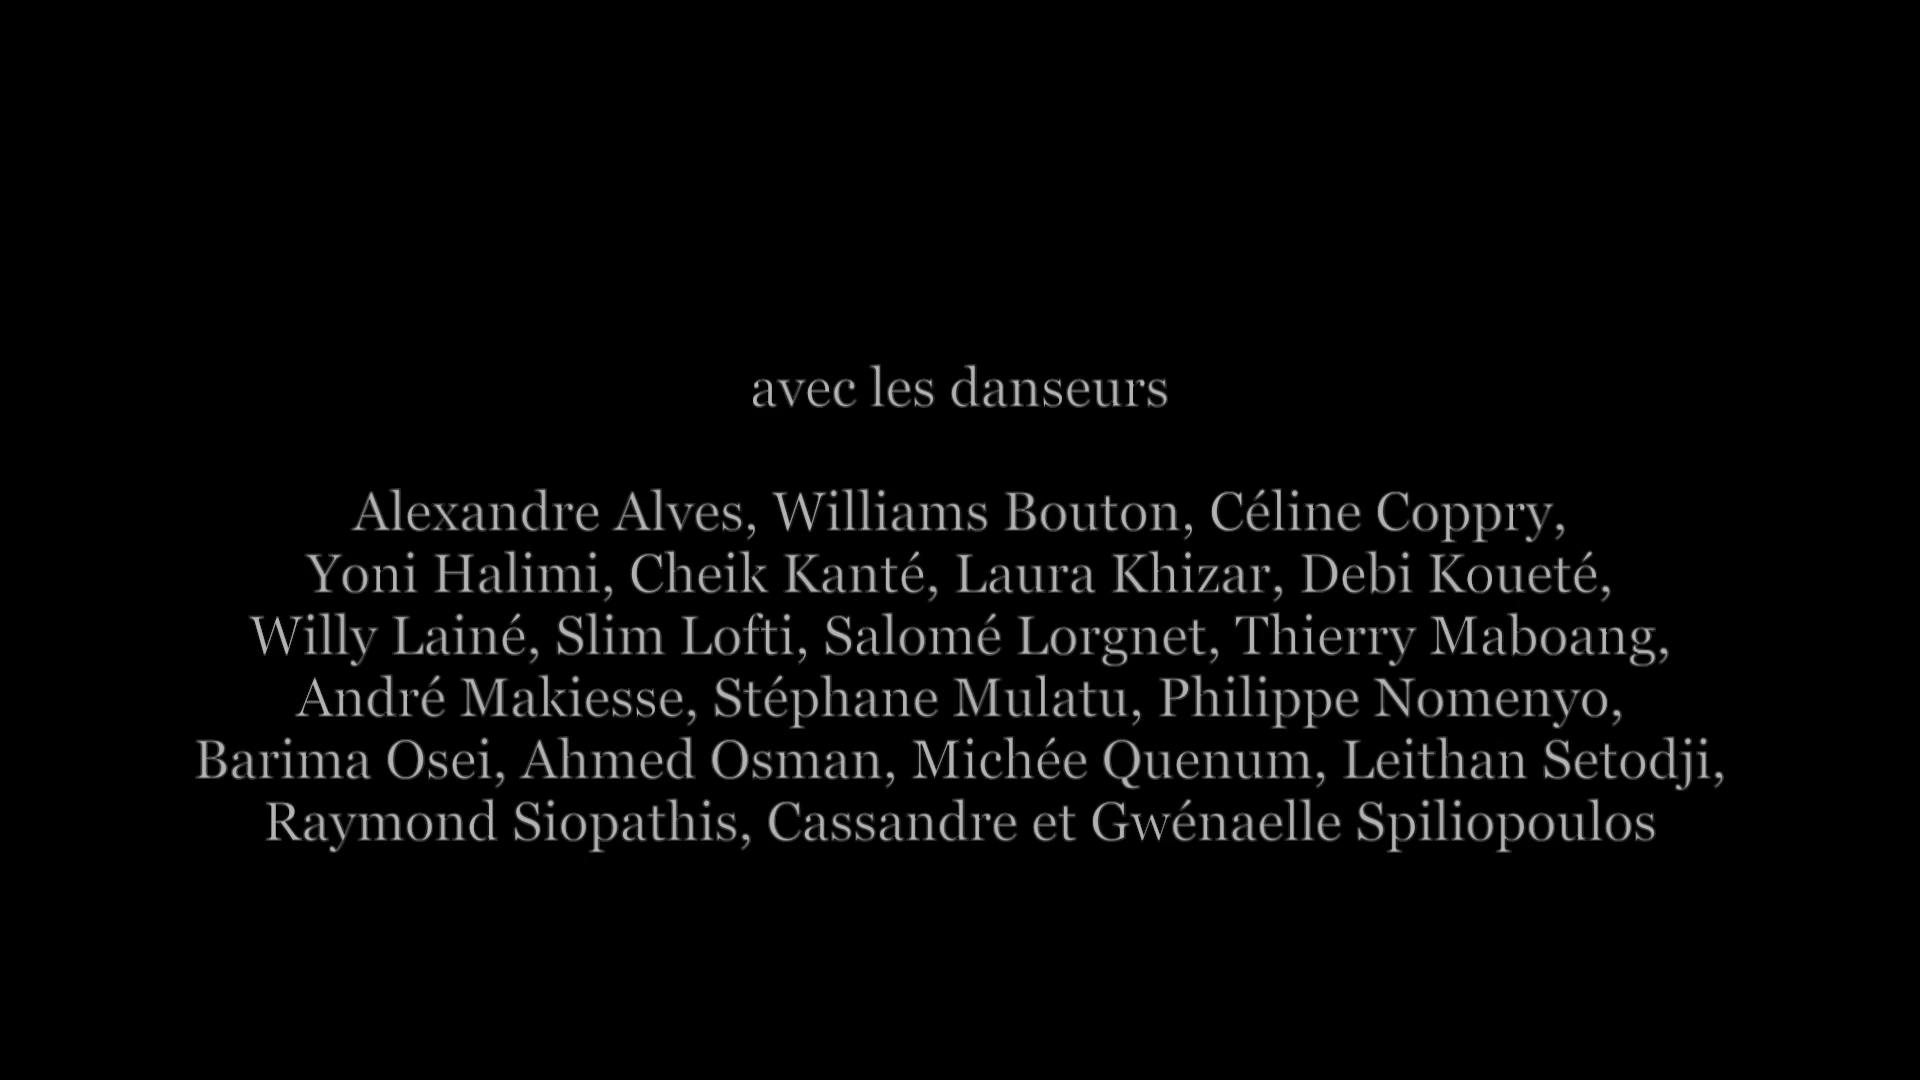 avec les danseurs
Alexandre Alves, Williams Bouton, Céline Coppry,
Yoni Halimi, Cheik Kanté, Laura Khizar, Debi Koueté,
Willy Lainé, Slim Lofti, Salomé Lorgnet, Thierry Maboang,
André Makiesse, Stéphane Mulatu, Philippe Nomenyo,
Barima Osei, Ahmed Osman, Michée Quenum, Leithan Setodji,
Raymond Siopathis, Cassandre et Gwénaelle Spiliopoulos